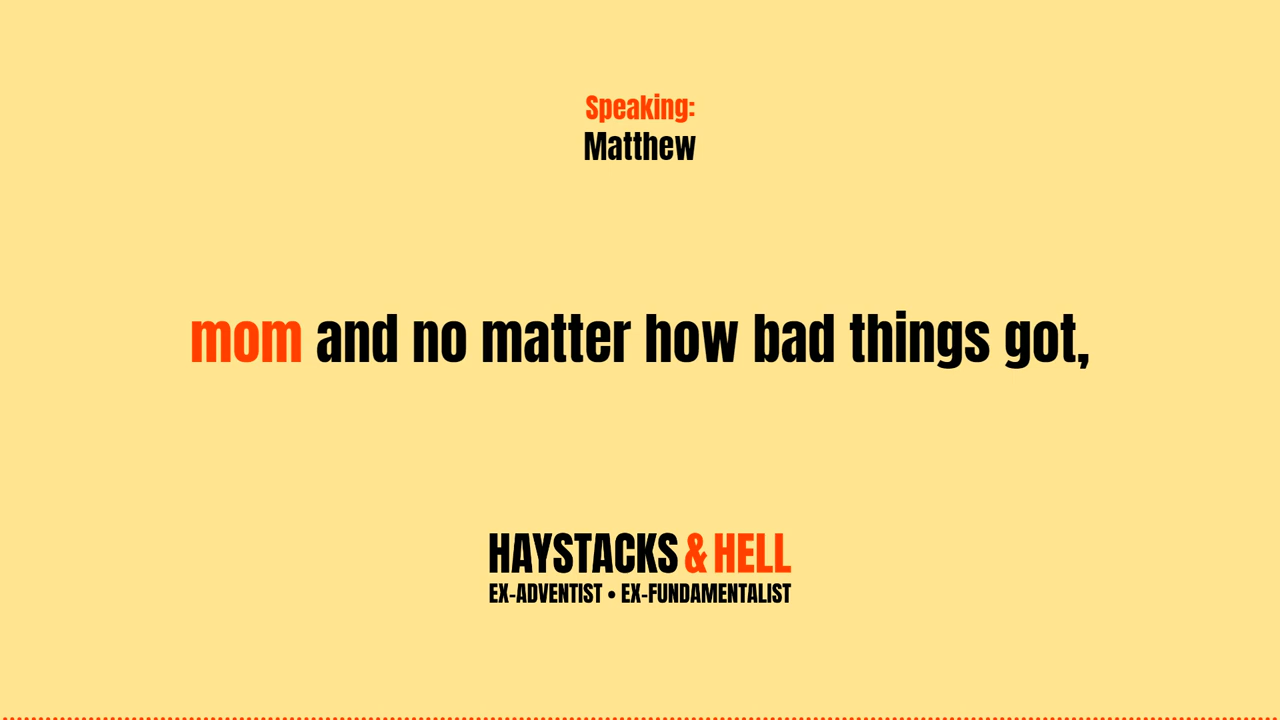 Speaking:
Matthew
mom and no matter how bad things got,
HAYSTACKS & HELL
EX-ADVENTIST • EX-FUNDAMENTALIST